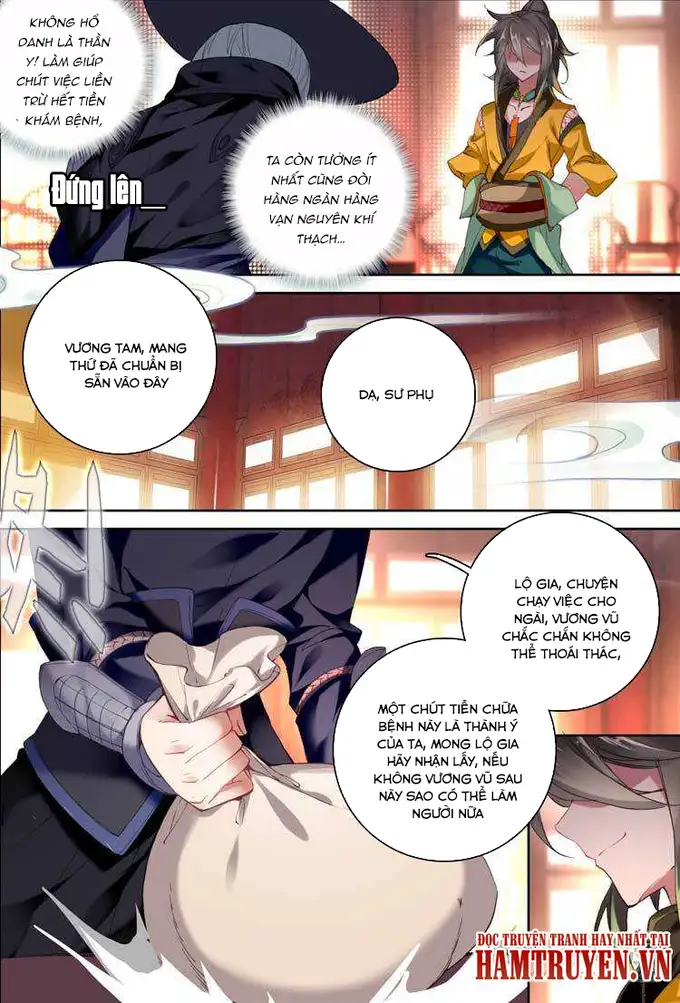 KHÔNG HỔ
DANH LÀ THẦN
Y! LÀM GIÚP
CHÚT VIỆC LIỀN
TRỪ HẾT TIỀN
KHÁM BỆNH,
Đứng lên__
TA CÒN TƯỞNG ÍT
NHẤT CŨNG ĐÒI
HÀNG NGÀN HÀNG
VẠN NGUYÊN KHÍ
THẠCH...
VƯƠNG TAM, MANG
THỨ ĐÃ CHUẨN BỊ
SẴN VÀO ĐÂY
DẠ, SƯ PHỤ
LỘ GIA, CHUYỆN
CHẠY VIỆC CHO
NGÀI, VƯƠNG VŨ
CHẮC CHẮN KHÔNG
THỂ THOÁI THÁC,
MỘT CHÚT TIỀN CHỮA
BỆNH NÀY LÀ THÀNH Ý
CỦA TA, MONG LỘ GIA
HÃY NHẬN LẤY, NẾU
KHÔNG VƯƠNG VŨ SAU
NÀY SAO CÓ THỂ LÀM
NGƯỜI NỮA
ĐỌC TRUYỆN TRANH HAY NHẤT TẠI
HAMTRUYEN.VN